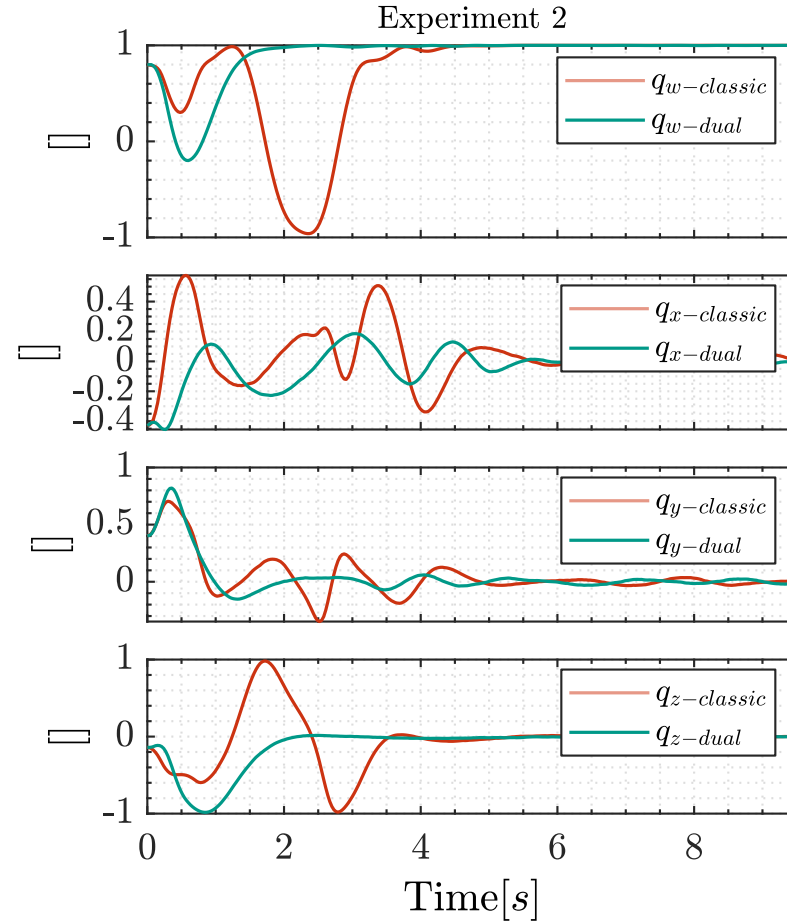 Experiment 2
1
0
-1
[]
q_{w-classic}
q_{w-dual}
0.4
0.2
0
-0.2
-0.4
[]
q_{x-classic}
q_{x-dual}
1
0.5
0
[]
q_{y-classic}
q_{y-dual}
1
0
-1
[]
q_{z-classic}
q_{z-dual}
0 2 4 6 8
Time[s]